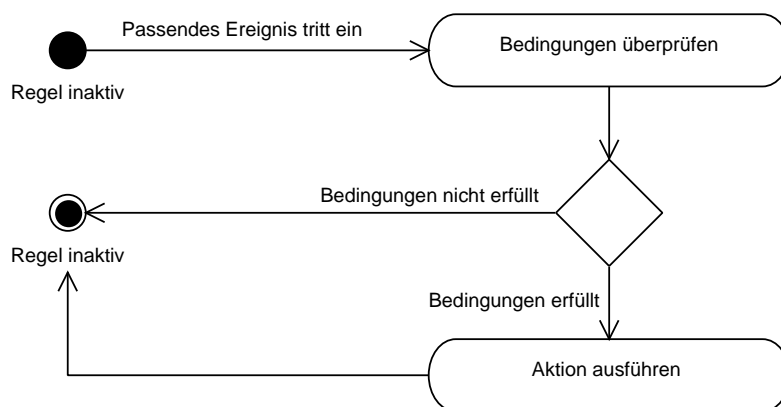 Passendes Ereignis tritt ein
Bedingungen überprüfen
Regel inaktiv
Bedingungen nicht erfüllt
Regel inaktiv
Bedingungen erfüllt
Aktion ausführen